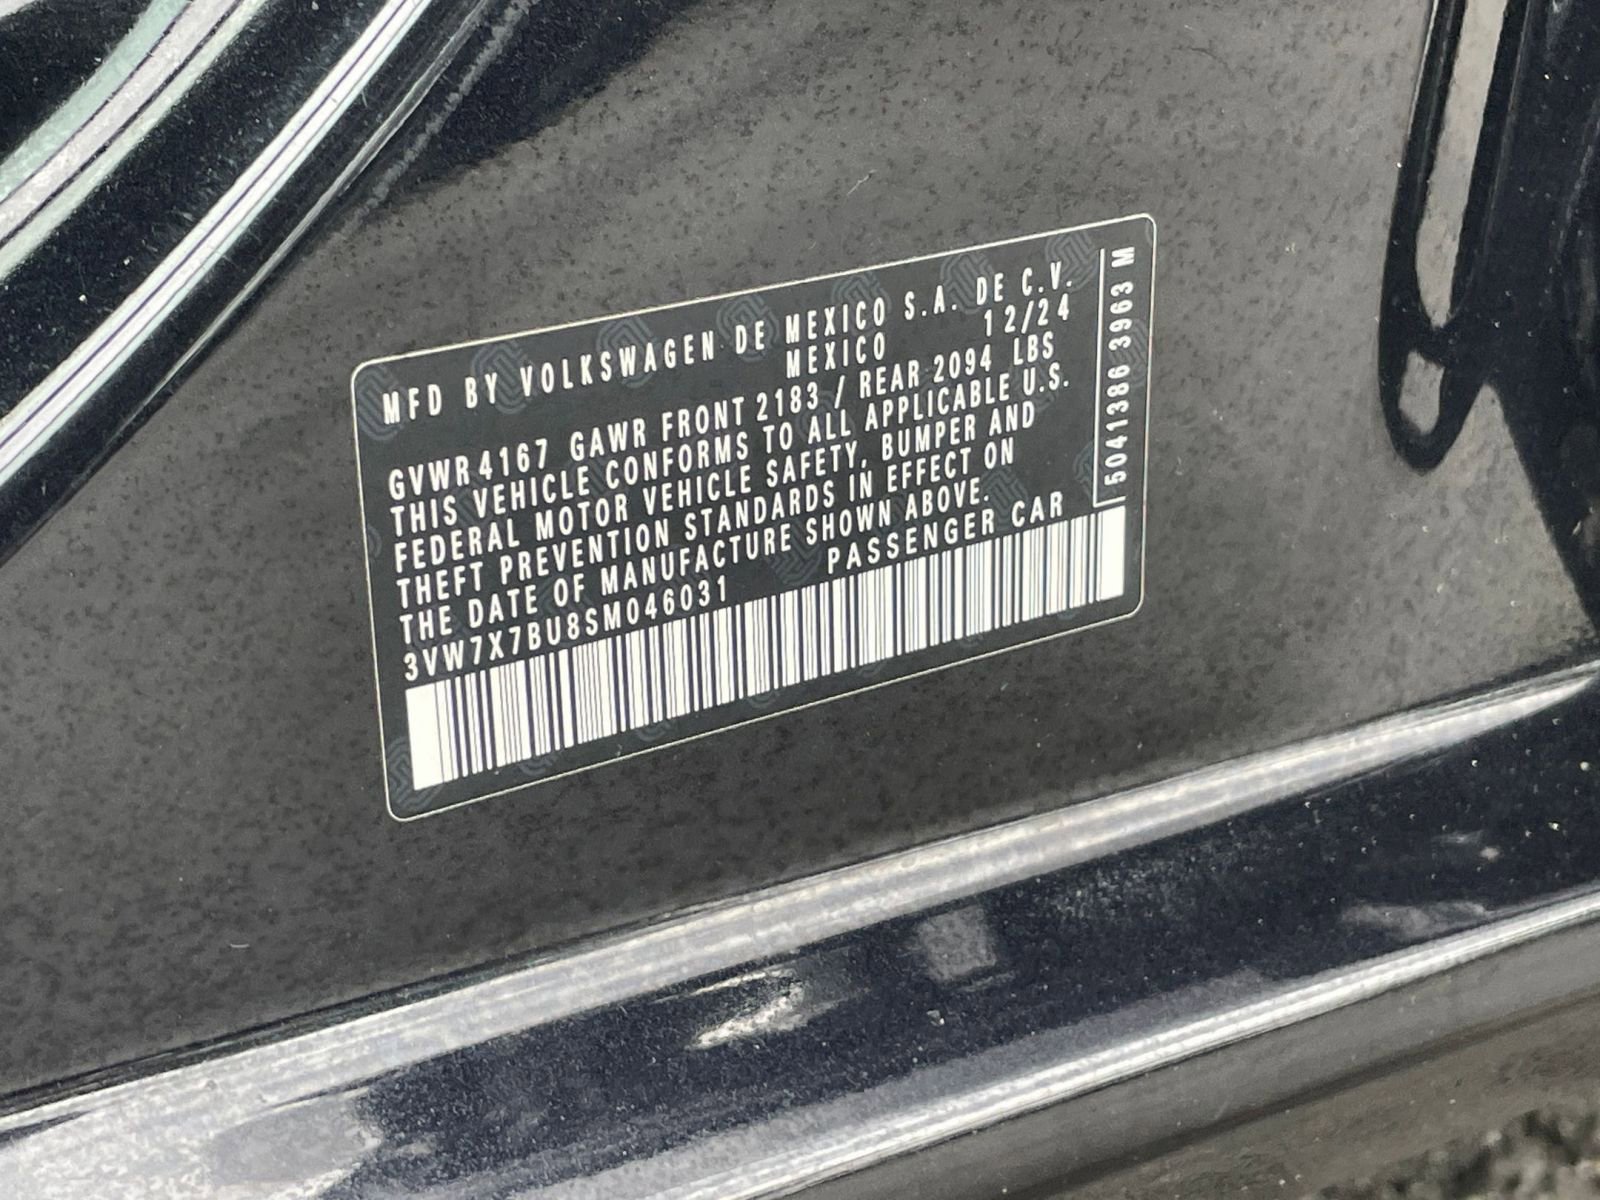 MFD BY VOLKSWAGEN DE MEXICO S.A. DE C.V.
MEXICO 12/24
GVWR 4167 GAWR FRONT 2183 / REAR 2094 LBS
THIS VEHICLE CONFORMS TO ALL APPLICABLE U.S.
FEDERAL MOTOR VEHICLE SAFETY, BUMPER AND
THEFT PREVENTION STANDARDS IN EFFECT ON
THE DATE OF MANUFACTURE SHOWN ABOVE.
3VW7X7BU8SM046031 PASSENGER CAR
5041386 3963 M